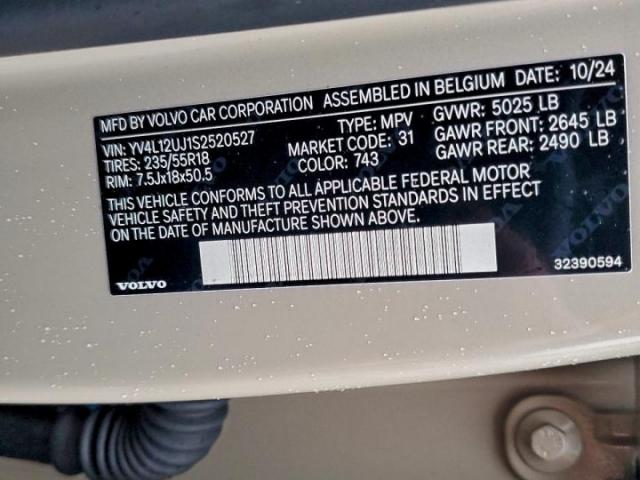 MFD BY VOLVO CAR CORPORATION ASSEMBLED IN BELGIUM DATE: 10/24
VIN: YV4L12UJ1S2520527 TYPE: MPV GVWR: 5025 LB
TIRES: 235/55R18 MARKET CODE: 31 GAWR FRONT: 2645 LB
RIM: 7.5Jx18x50.5 COLOR: 743 GAWR REAR: 2490 LB
THIS VEHICLE CONFORMS TO ALL APPLICABLE FEDERAL MOTOR
VEHICLE SAFETY AND THEFT PREVENTION STANDARDS IN EFFECT
ON THE DATE OF MANUFACTURE SHOWN ABOVE.
VOLVO 32390594